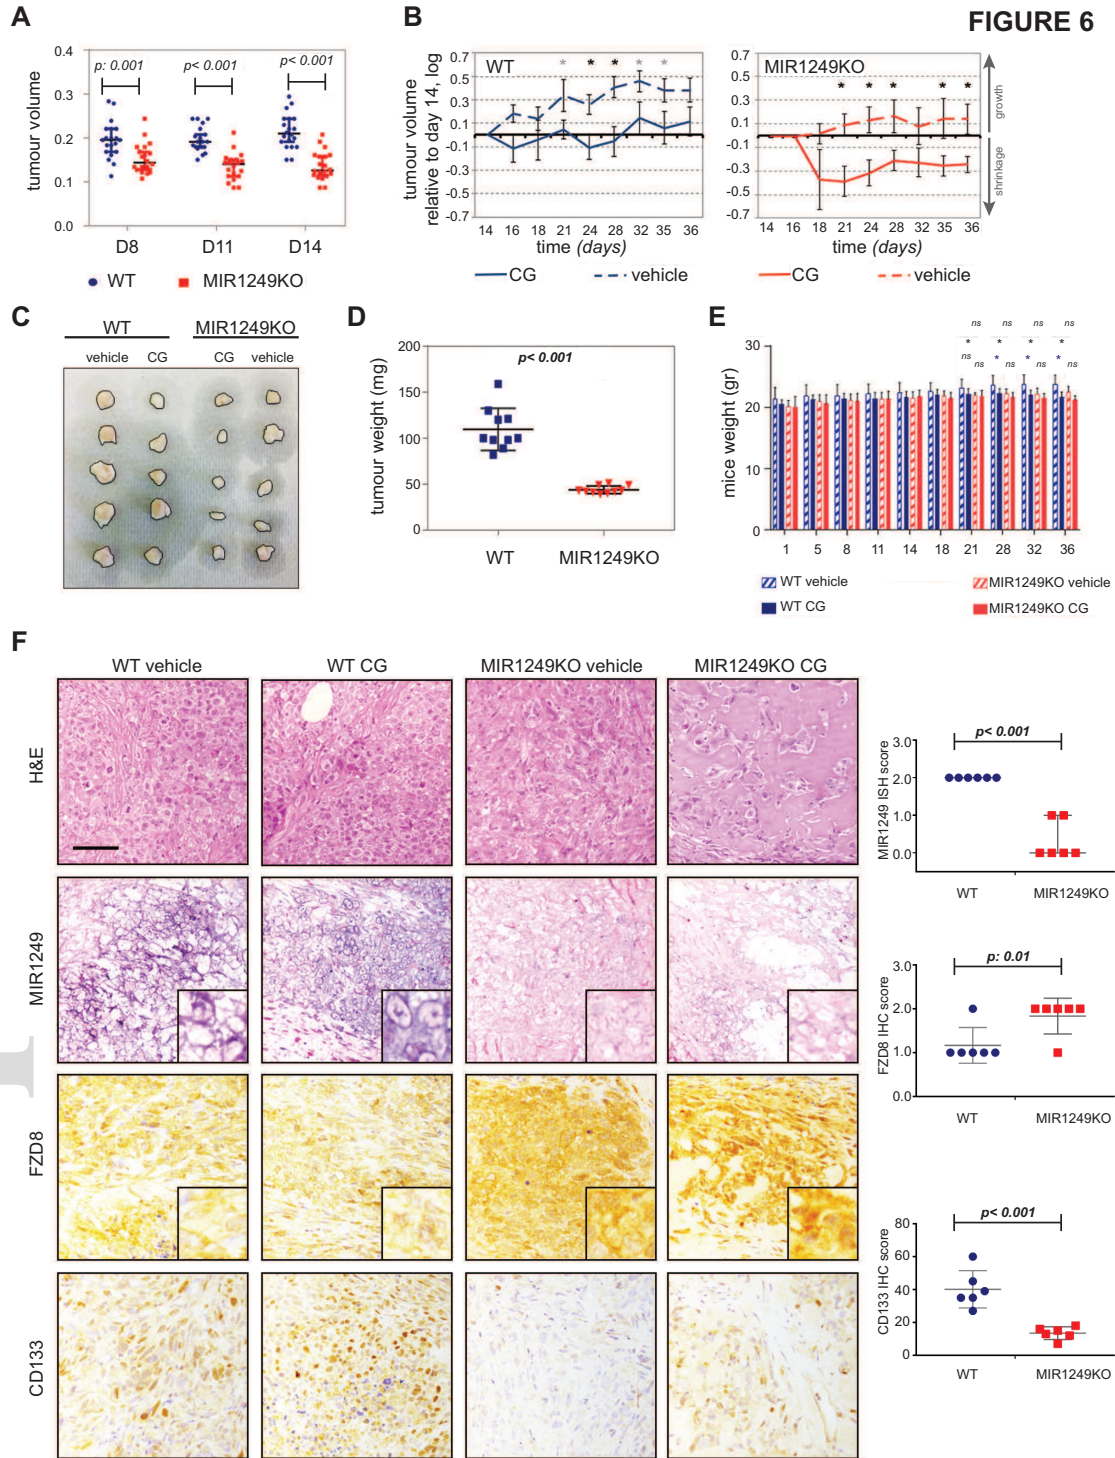 FIGURE 6
A
tumour volume
0.4
0.3
0.2
0.1
0.0
p: 0.001
p< 0.001
p< 0.001
D8 D11 D14
WT MIR1249KO
B
tumour volume
relative to day 14, log
WT
0.7
0.5
0.3
0.1
-0.1
-0.3
-0.5
-0.7
* * * * *
14 16 18 21 24 28 32 35 36
time (days)
CG vehicle
MIR1249KO
0.7
0.5
0.3
0.1
-0.1
-0.3
-0.5
-0.7
* * * * *
14 14 16 18 21 24 28 32 35 36
time (days)
CG vehicle
growth
shrinkage
C
WT MIR1249KO
vehicle CG CG vehicle
D
tumour weight (mg)
200
150
100
50
0
p< 0.001
WT MIR1249KO
E
mice weight (gr)
30
20
10
0
ns ns ns ns
* * * *
ns * * *
ns ns ns ns
1 5 8 11 14 18 21 28 32 36
WT vehicle MIR1249KO vehicle
WT CG MIR1249KO CG
F
WT vehicle WT CG MIR1249KO vehicle MIR1249KO CG
H&E
MIR1249
FZD8
CD133
MIR1249 ISH score
3.0
2.0
1.0
0.0
p< 0.001
WT MIR1249KO
FZD8 IHC score
3.0
2.0
1.0
0.0
p: 0.01
WT MIR1249KO
CD133 IHC score
80
60
40
20
0
p< 0.001
WT MIR1249KO